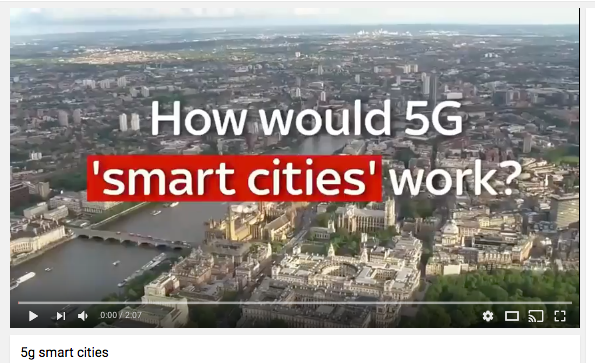 How would 5G
'smart cities' work?
0:00 / 2:07
5g smart cities